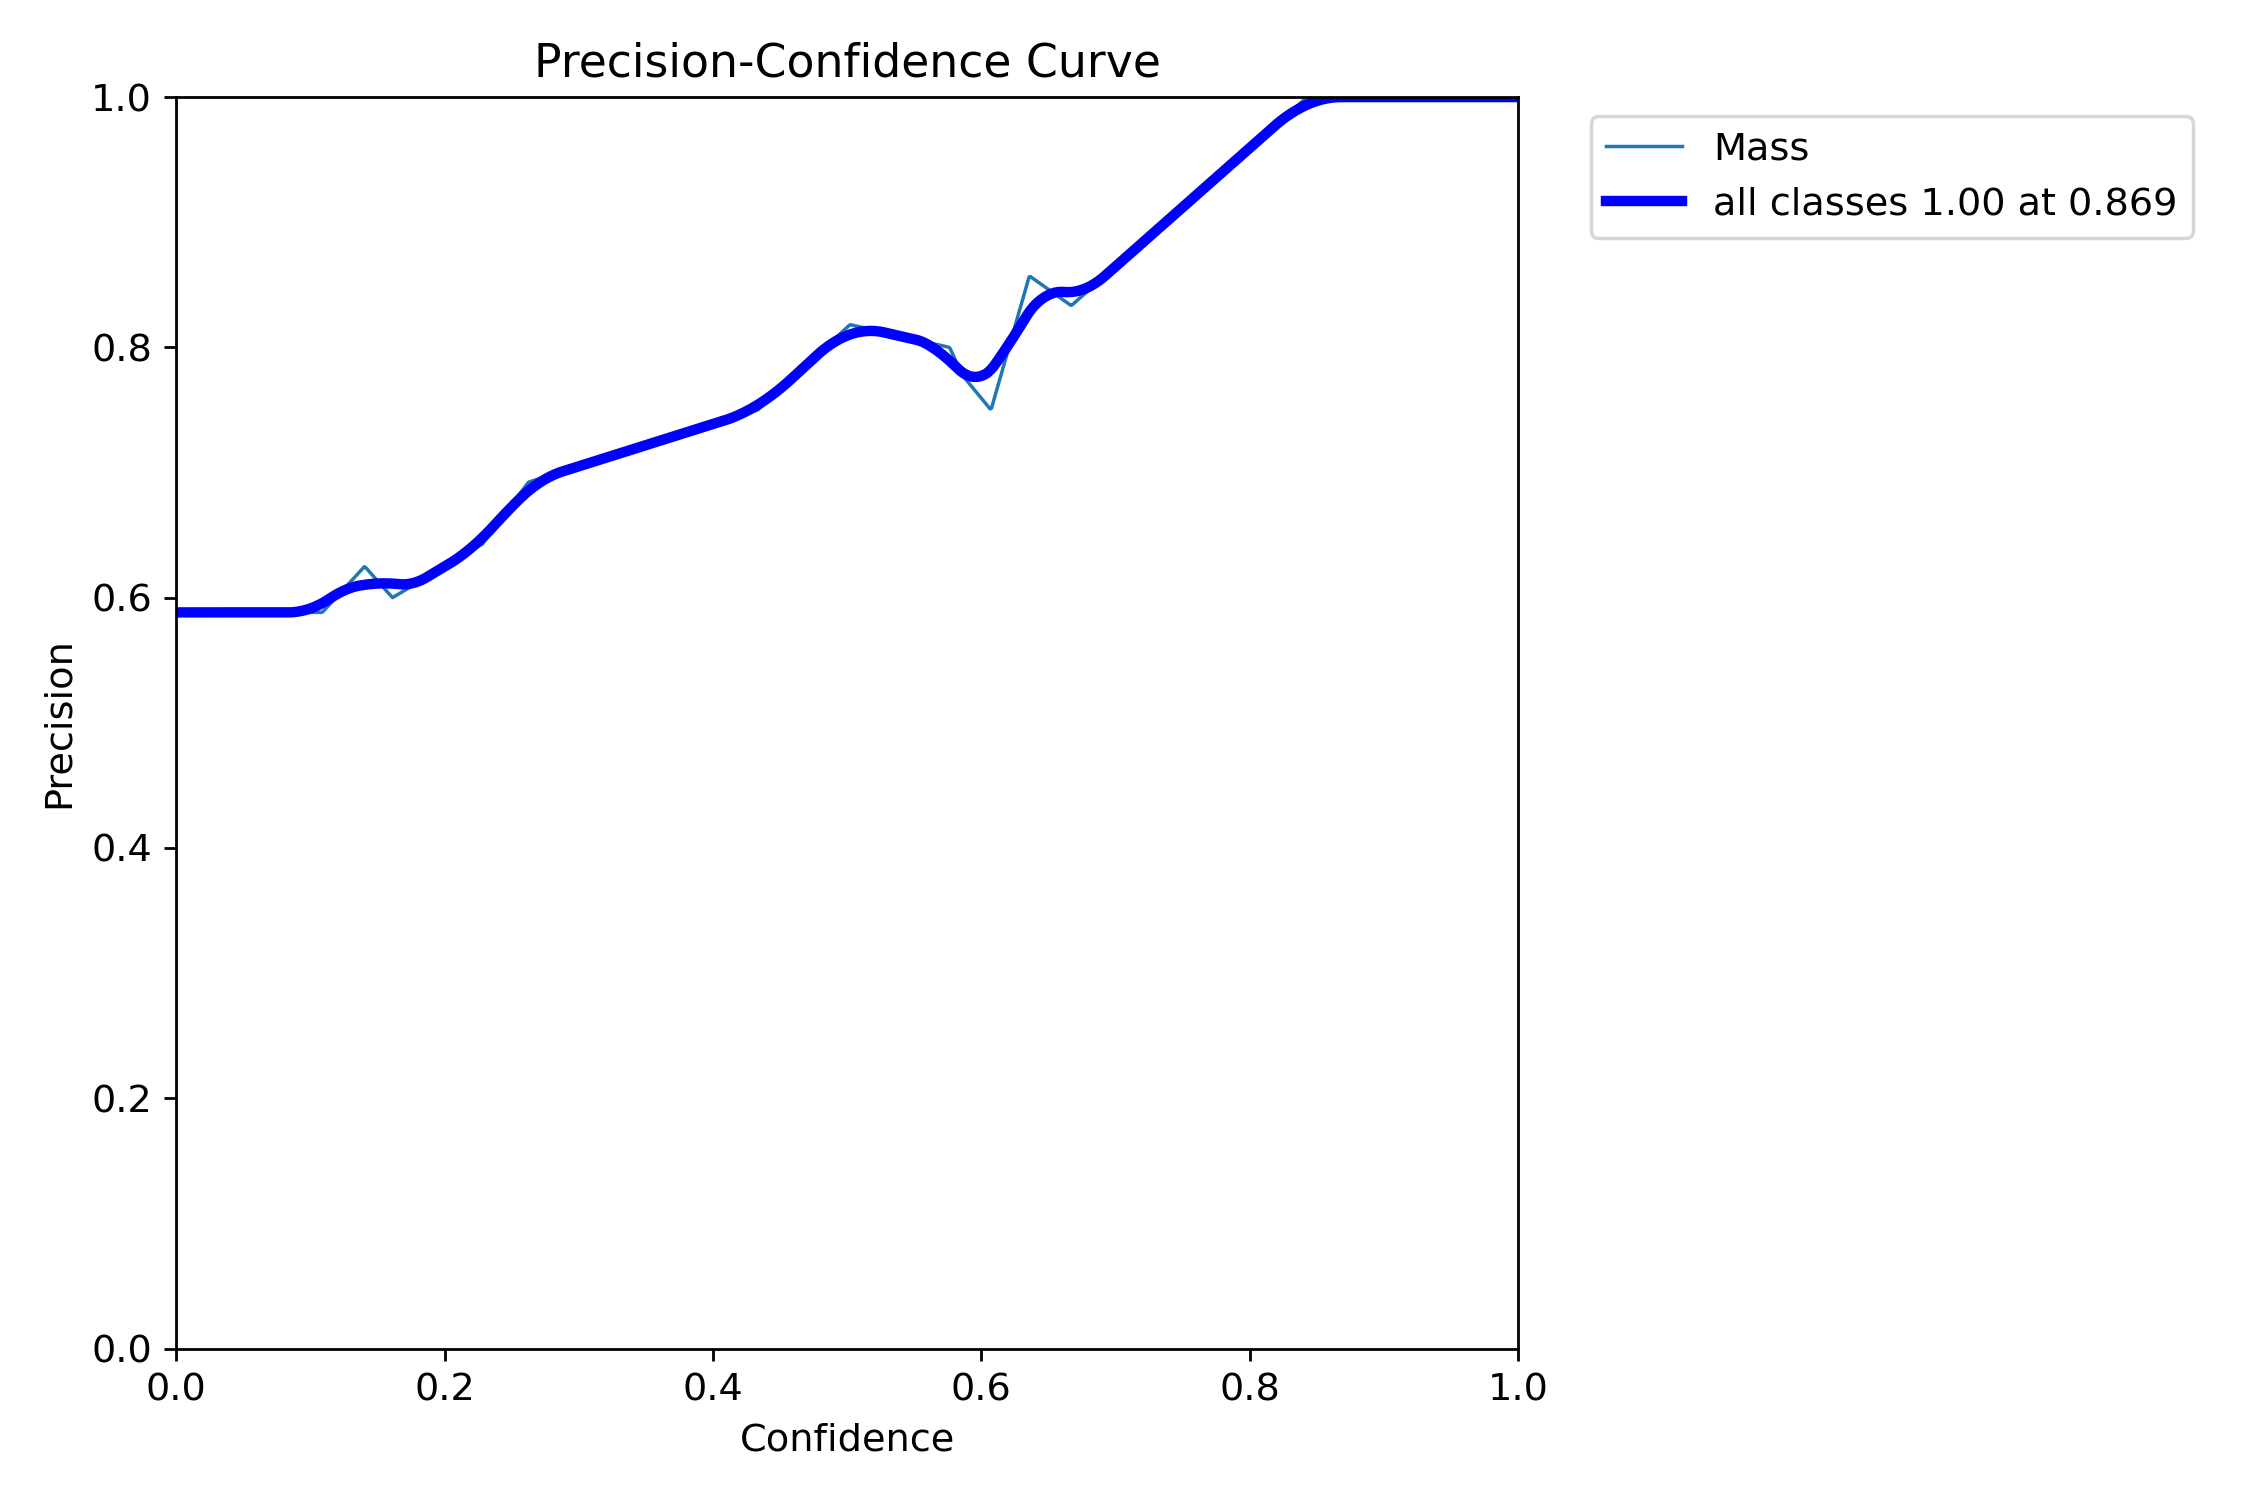 Precision-Confidence Curve
Mass
all classes 1.00 at 0.869
Precision
1.0
0.8
0.6
0.4
0.2
0.0
0.0 0.2 0.4 0.6 0.8 1.0
Confidence